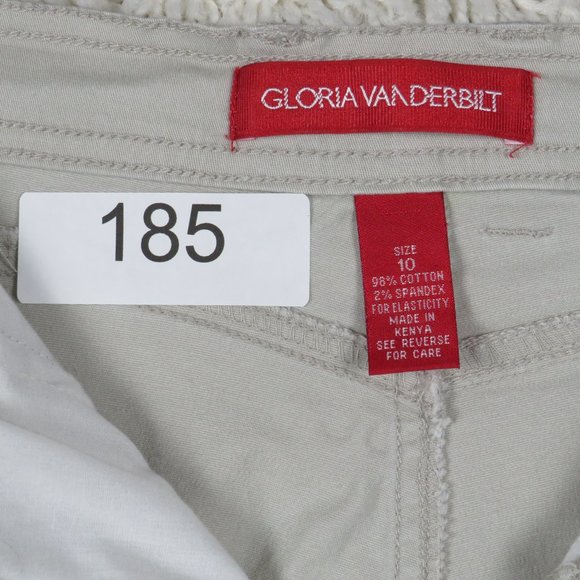 GLORIA VANDERBILT
185
SIZE
10
98% COTTON
2% SPANDEX
FOR ELASTICITY
MADE IN
KENYA
SEE REVERSE
FOR CARE